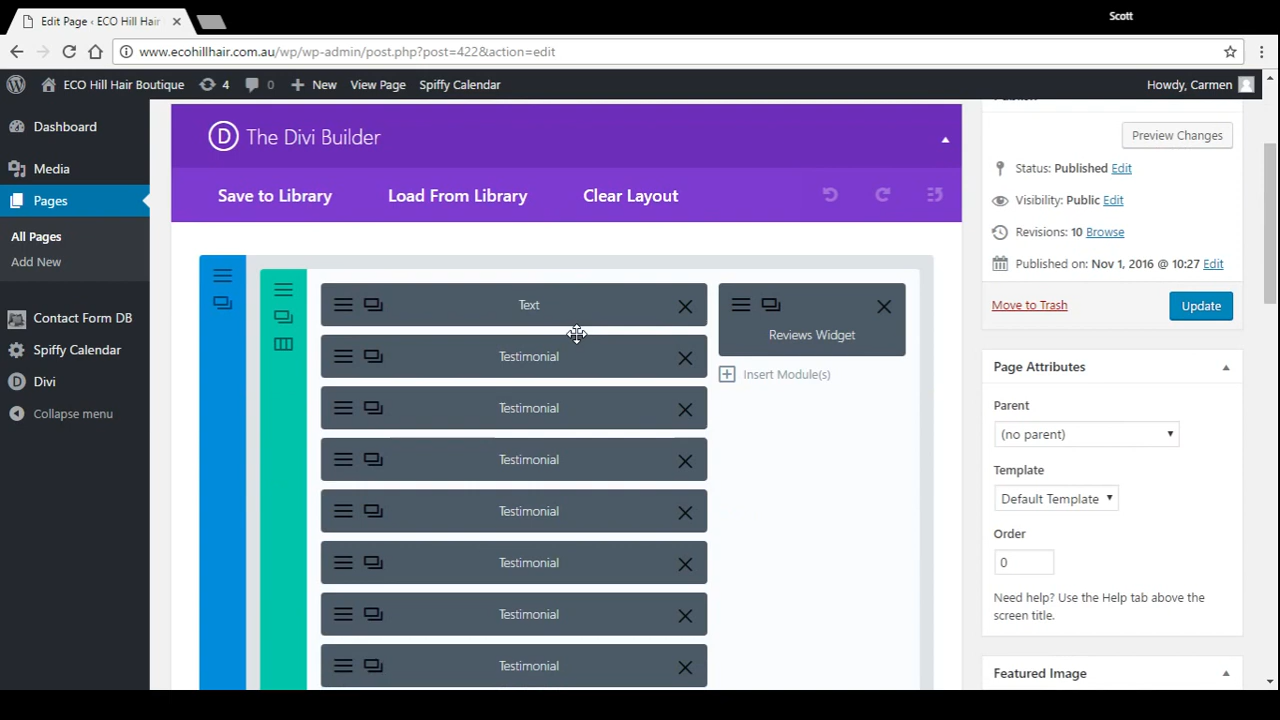 Scott
Edit Page ‹ ECO Hill Hair
www.ecohillhair.com.au/wp/wp-admin/post.php?post=422&action=edit
ECO Hill Hair Boutique
4
0
New
View Page
Spiffy Calendar
Howdy, Carmen
Dashboard
Media
Pages
All Pages
Add New
Contact Form DB
Spiffy Calendar
Divi
Collapse menu
D The Divi Builder
Save to Library
Load From Library
Clear Layout
Text
Testimonial
Testimonial
Testimonial
Testimonial
Testimonial
Testimonial
Testimonial
Reviews Widget
Insert Module(s)
Preview Changes
Status: Published Edit
Visibility: Public Edit
Revisions: 10 Browse
Published on: Nov 1, 2016 @ 10:27 Edit
Move to Trash
Update
Page Attributes
Parent
(no parent)
Template
Default Template
Order
0
Need help? Use the Help tab above the
screen title.
Featured Image